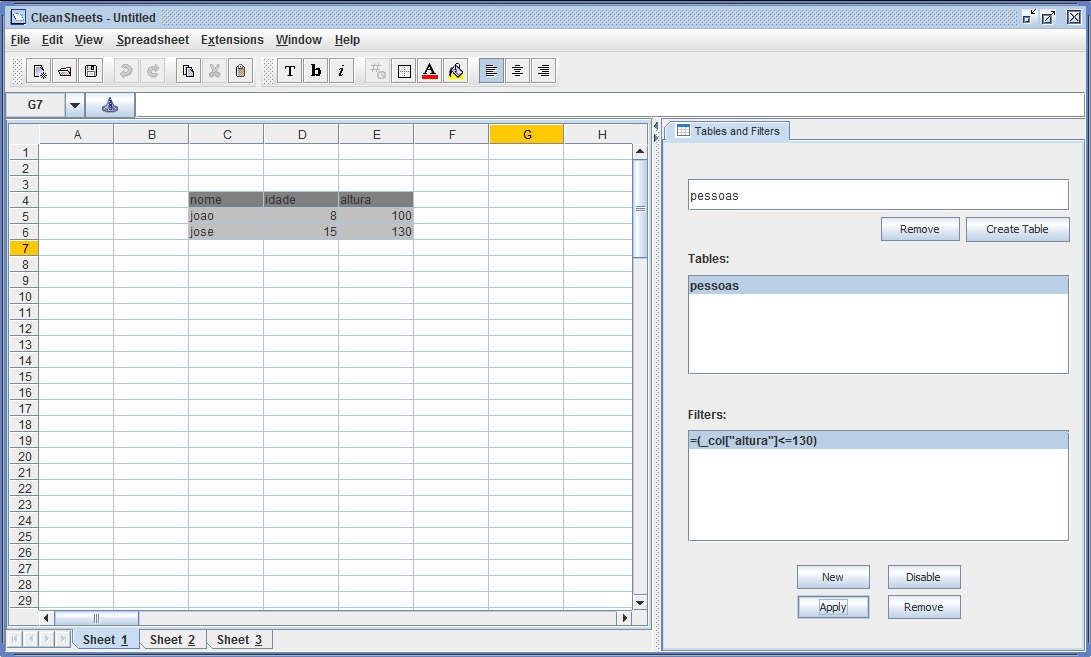 CleanSheets - Untitled
File Edit View Spreadsheet Extensions Window Help
T b i A
G7
Tables and Filters
A B C D E F G H
1
2
3
4 nome idade altura
5 joao 8 100
6 jose 15 130
7
8
9
10
11
12
13
14
15
16
17
18
19
20
21
22
23
24
25
26
27
28
29
Sheet 1 Sheet 2 Sheet 3
pessoas
Remove Create Table
Tables:
pessoas
Filters:
=(_col["altura"]<=130)
New Disable
Apply Remove